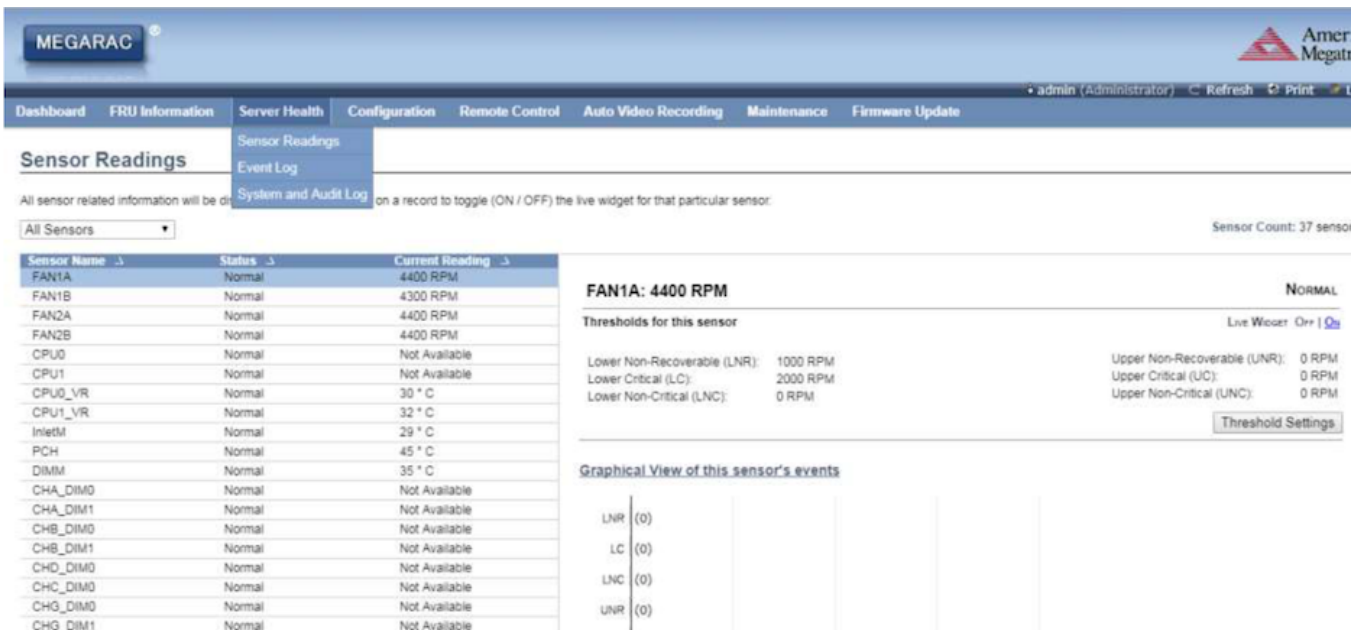 MEGARAC ®
Amer
Megatr
admin (Administrator) Refresh Print
Dashboard FRU Information Server Health Configuration Remote Control Auto Video Recording Maintenance Firmware Update
Sensor Readings
Event Log
System and Audit Log
Sensor Readings
All sensor related information will be di on a record to toggle (ON / OFF) the live widget for that particular sensor.
All Sensors
Sensor Count: 37 sensor
Sensor Name Status Current Reading
FAN1A Normal 4400 RPM
FAN1B Normal 4300 RPM
FAN2A Normal 4400 RPM
FAN2B Normal 4400 RPM
CPU0 Normal Not Available
CPU1 Normal Not Available
CPU0_VR Normal 30 ° C
CPU1_VR Normal 32 ° C
InletM Normal 29 ° C
PCH Normal 45 ° C
DIMM Normal 35 ° C
CHA_DIM0 Normal Not Available
CHA_DIM1 Normal Not Available
CHB_DIM0 Normal Not Available
CHB_DIM1 Normal Not Available
CHD_DIM0 Normal Not Available
CHC_DIM0 Normal Not Available
CHG_DIM0 Normal Not Available
CHG_DIM1 Normal Not Available
FAN1A: 4400 RPM NORMAL
Thresholds for this sensor Live Widget Off | On
Lower Non-Recoverable (LNR): 1000 RPM Upper Non-Recoverable (UNR): 0 RPM
Lower Critical (LC): 2000 RPM Upper Critical (UC): 0 RPM
Lower Non-Critical (LNC): 0 RPM Upper Non-Critical (UNC): 0 RPM
Threshold Settings
Graphical View of this sensor's events
LNR (0)
LC (0)
LNC (0)
UNR (0)